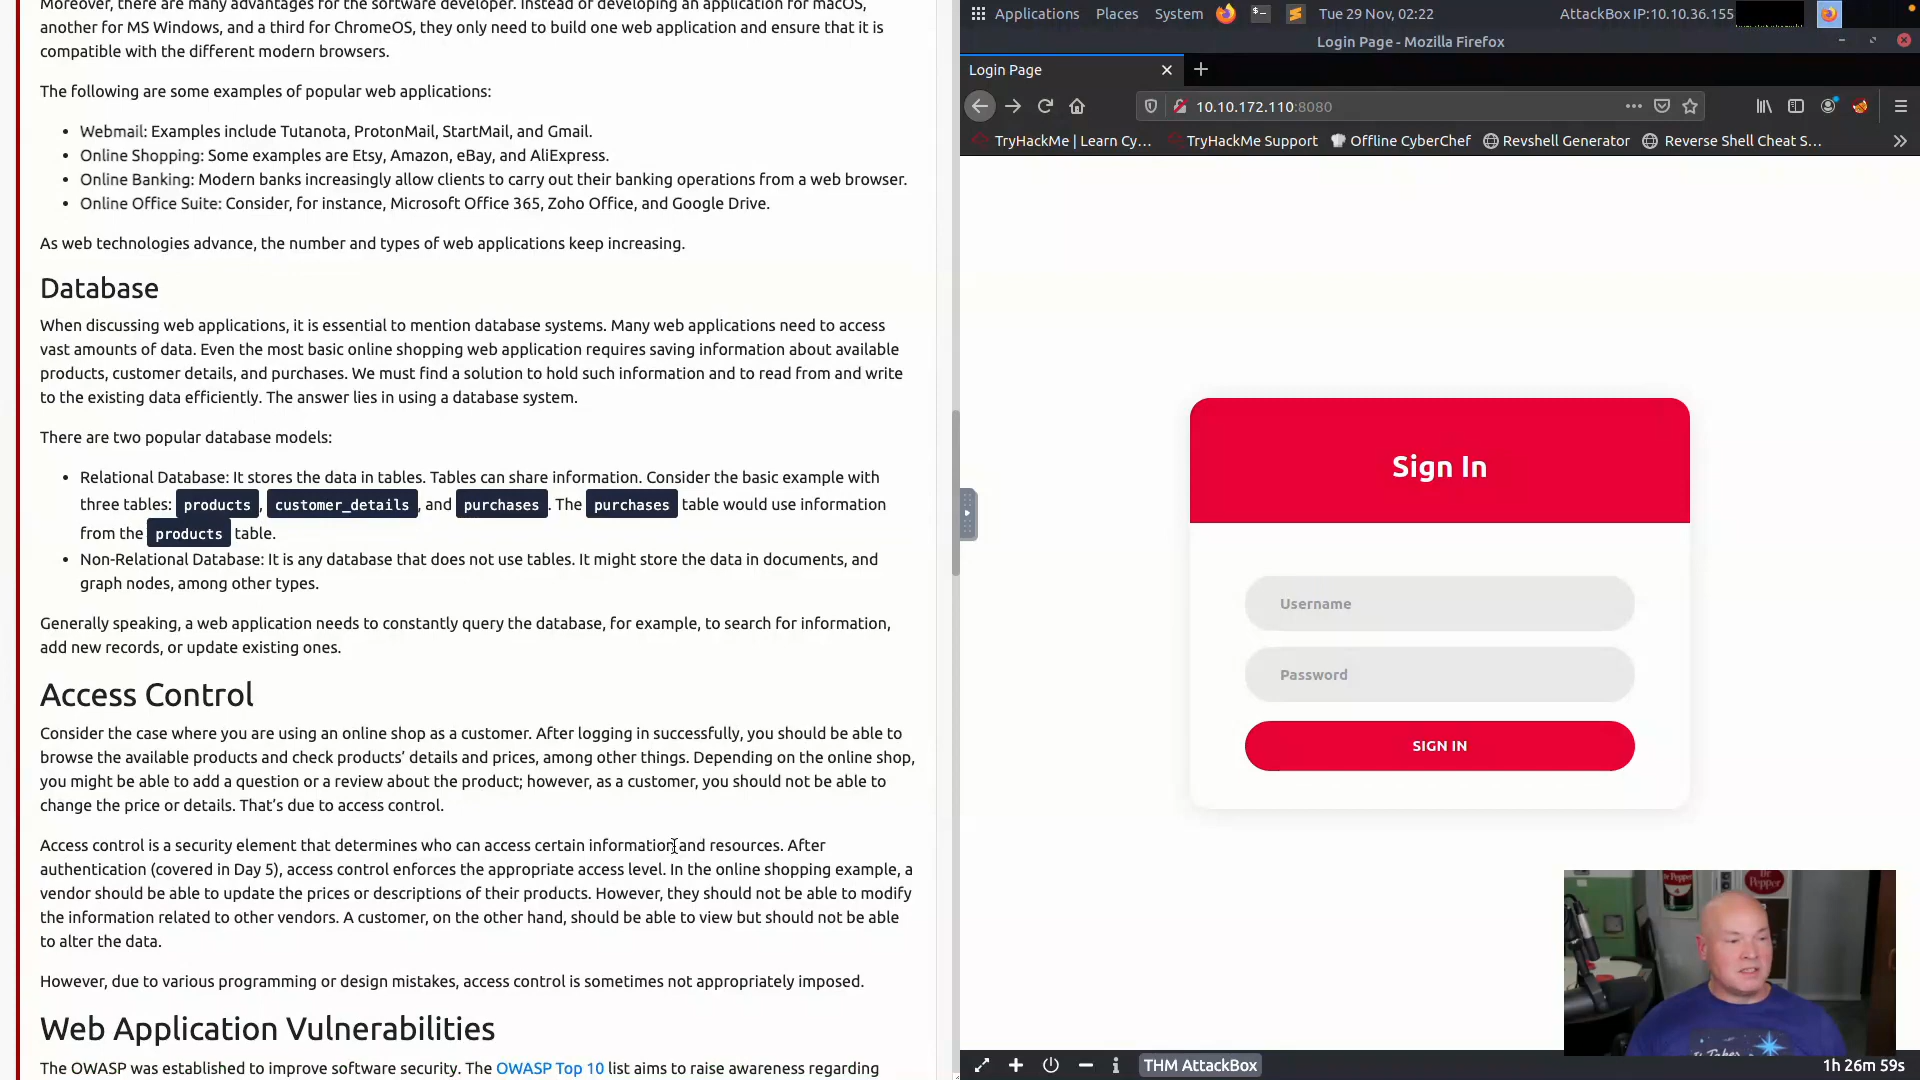 Moreover, there are many advantages for the software developer. Instead of developing an application for macOS,
another for MS Windows, and a third for ChromeOS, they only need to build one web application and ensure that it is
compatible with the different modern browsers.
The following are some examples of popular web applications:
• Webmail: Examples include Tutanota, ProtonMail, StartMail, and Gmail.
• Online Shopping: Some examples are Etsy, Amazon, eBay, and AliExpress.
• Online Banking: Modern banks increasingly allow clients to carry out their banking operations from a web browser.
• Online Office Suite: Consider, for instance, Microsoft Office 365, Zoho Office, and Google Drive.
As web technologies advance, the number and types of web applications keep increasing.
Database
When discussing web applications, it is essential to mention database systems. Many web applications need to access
vast amounts of data. Even the most basic online shopping web application requires saving information about available
products, customer details, and purchases. We must find a solution to hold such information and to read from and write
to the existing data efficiently. The answer lies in using a database system.
There are two popular database models:
• Relational Database: It stores the data in tables. Tables can share information. Consider the basic example with
three tables: products, customer_details, and purchases. The purchases table would use information
from the products table.
• Non-Relational Database: It is any database that does not use tables. It might store the data in documents, and
graph nodes, among other types.
Generally speaking, a web application needs to constantly query the database, for example, to search for information,
add new records, or update existing ones.
Access Control
Consider the case where you are using an online shop as a customer. After logging in successfully, you should be able to
browse the available products and check products' details and prices, among other things. Depending on the online shop,
you might be able to add a question or a review about the product; however, as a customer, you should not be able to
change the price or details. That's due to access control.
Access control is a security element that determines who can access certain information and resources. After
authentication (covered in Day 5), access control enforces the appropriate access level. In the online shopping example, a
vendor should be able to update the prices or descriptions of their products. However, they should not be able to modify
the information related to other vendors. A customer, on the other hand, should be able to view but should not be able
to alter the data.
However, due to various programming or design mistakes, access control is sometimes not appropriately imposed.
Web Application Vulnerabilities
The OWASP was established to improve software security. The OWASP Top 10 list aims to raise awareness regarding
Applications Places System Tue 29 Nov, 02:22 AttackBox IP:10.10.36.155
Login Page - Mozilla Firefox
Login Page
10.10.172.110:8080
TryHackMe | Learn Cy… TryHackMe Support Offline CyberChef Revshell Generator Reverse Shell Cheat S…
Sign In
Username
Password
SIGN IN
Dr Pepper
THM AttackBox 1h 26m 59s